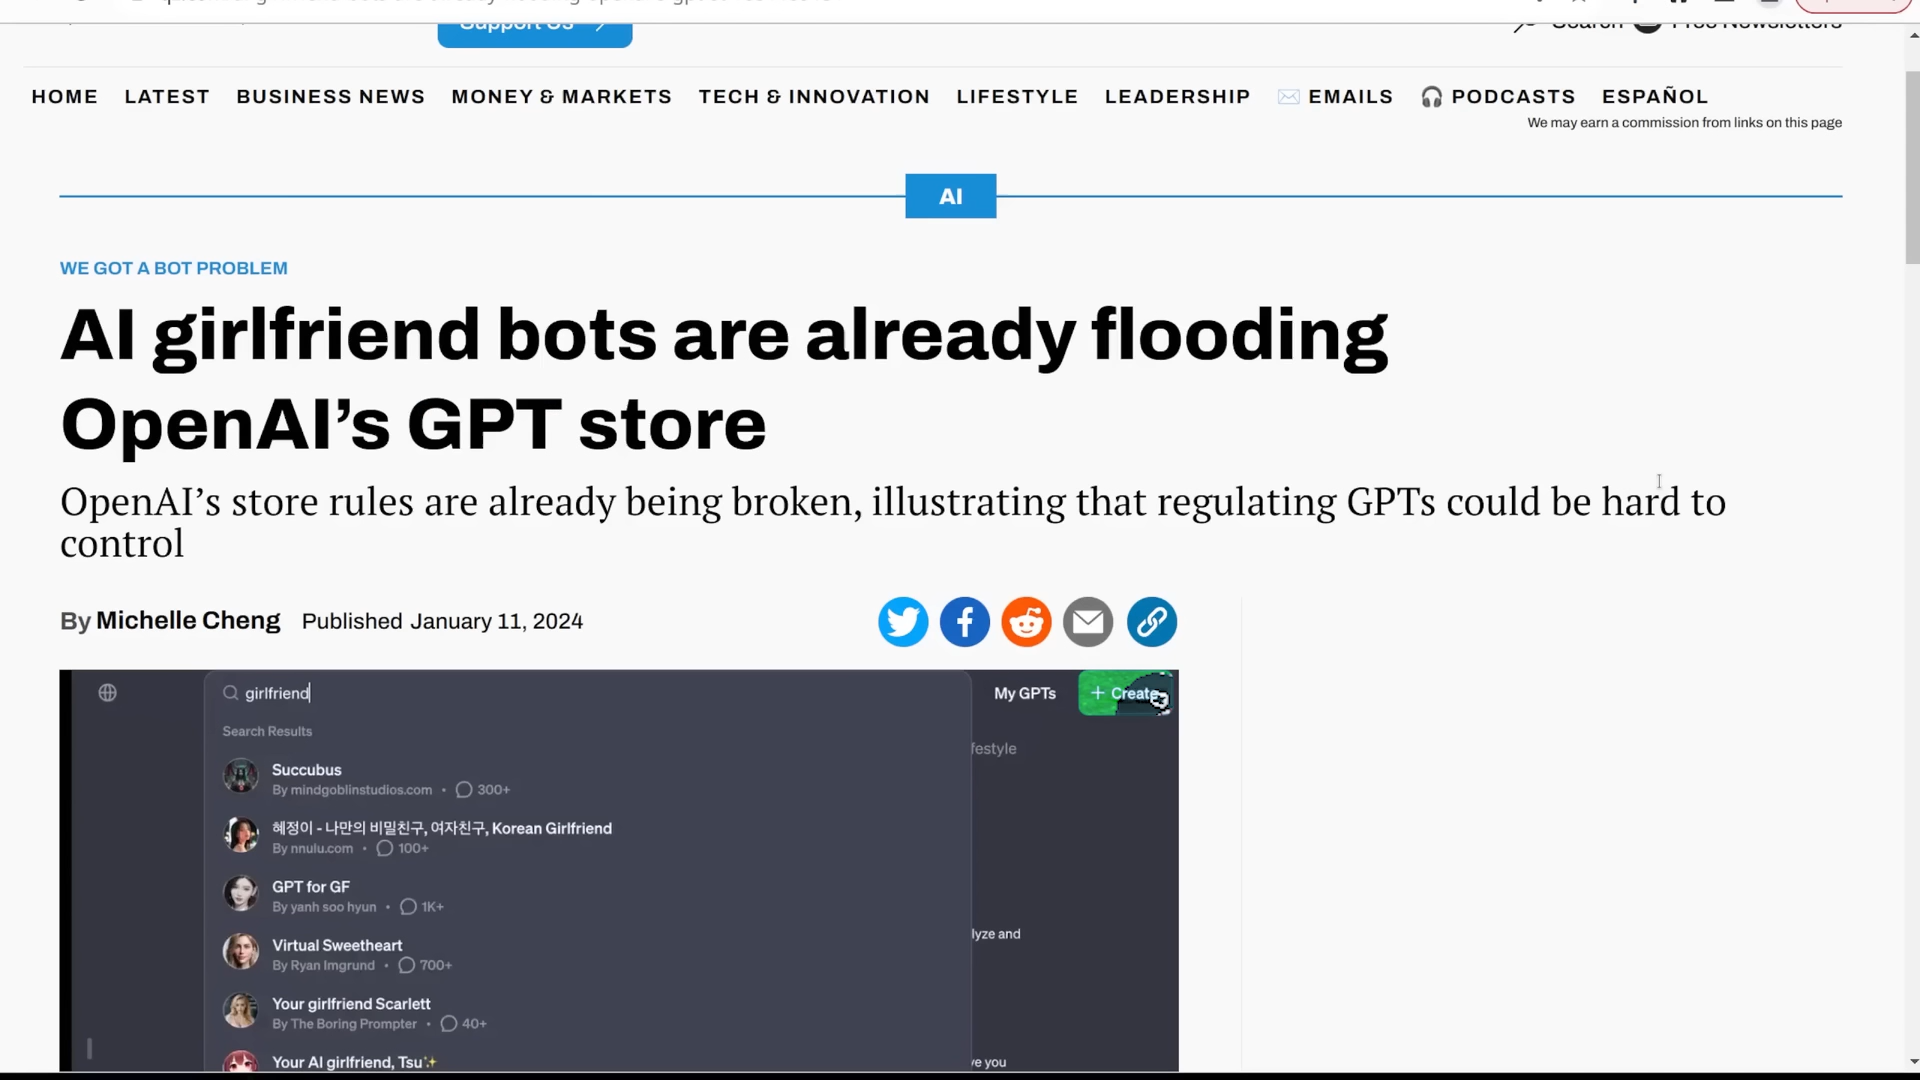 Support Us
Search Free Newsletters
HOME LATEST BUSINESS NEWS MONEY & MARKETS TECH & INNOVATION LIFESTYLE LEADERSHIP ✉️ EMAILS 🎧 PODCASTS ESPAÑOL
We may earn a commission from links on this page
AI
WE GOT A BOT PROBLEM
AI girlfriend bots are already flooding
OpenAI’s GPT store
OpenAI’s store rules are already being broken, illustrating that regulating GPTs could be hard to
control
By Michelle Cheng Published January 11, 2024
girlfriend My GPTs + Create
Search Results
festyle
Succubus
By mindgoblinstudios.com • 300+
혜정이 - 나만의 비밀친구, 여자친구, Korean Girlfriend
By nnulu.com • 100+
GPT for GF
By yanh soo hyun • 1K+
lyze and
Virtual Sweetheart
By Ryan Imgrund • 700+
Your girlfriend Scarlett
By The Boring Prompter • 40+
Your AI girlfriend, Tsu✨
ve you